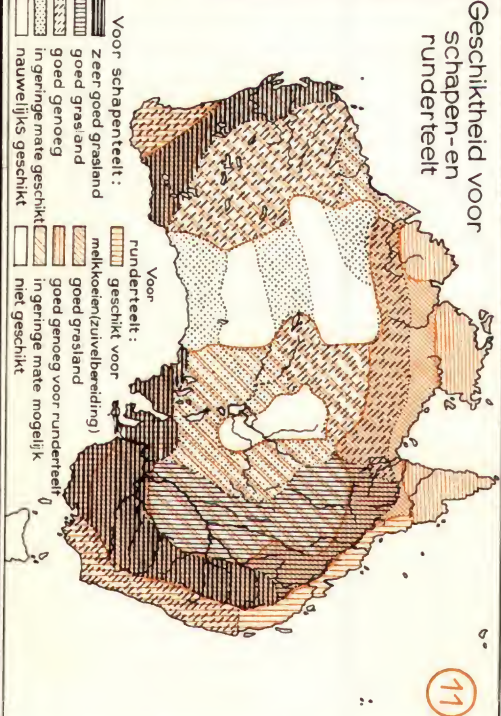 Geschiktheid voor
schapen-en
runderteelt
11
Voor schapenteelt :
zeer goed grasland
goed grasland
goed genoeg
in geringe mate geschikt
nauwelijks geschikt
Voor
runderteelt :
geschikt voor
melkkoeien(zuivelbereiding)
goed grasland
goed genoeg voor runderteelt
in geringe mate mogelijk
niet geschikt